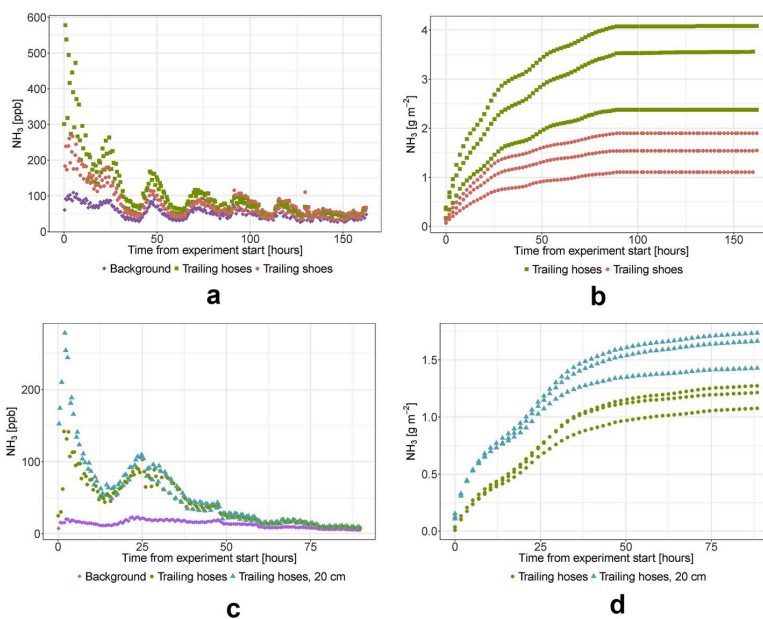 600
500
400
300
200
100
0
NH₃ [ppb]
0 50 100 150
Time from experiment start [hours]
Background Trailing hoses Trailing shoes
a
4
3
2
1
0
NH₃ [g m⁻²]
0 50 100 150
Time from experiment start [hours]
Trailing hoses Trailing shoes
b
200
100
0
NH₃ [ppb]
0 25 50 75
Time from experiment start [hours]
Background Trailing hoses Trailing hoses, 20 cm
c
1.5
1.0
0.5
0.0
NH₃ [g m⁻²]
0 25 50 75
Time from experiment start [hours]
Trailing hoses Trailing hoses, 20 cm
d